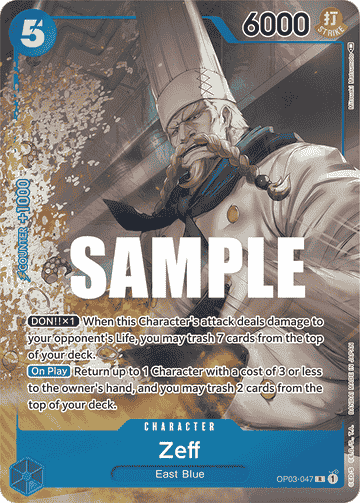 5
6000
打
STRIKE
COUNTER +1000
SAMPLE
DON!!×1 When this Character's attack deals damage to
your opponent's Life, you may trash 7 cards from the top
of your deck.
On Play Return up to 1 Character with a cost of 3 or less
to the owner's hand, and you may trash 2 cards from the
top of your deck.
CHARACTER
Zeff
East Blue
OP03-047 R 1